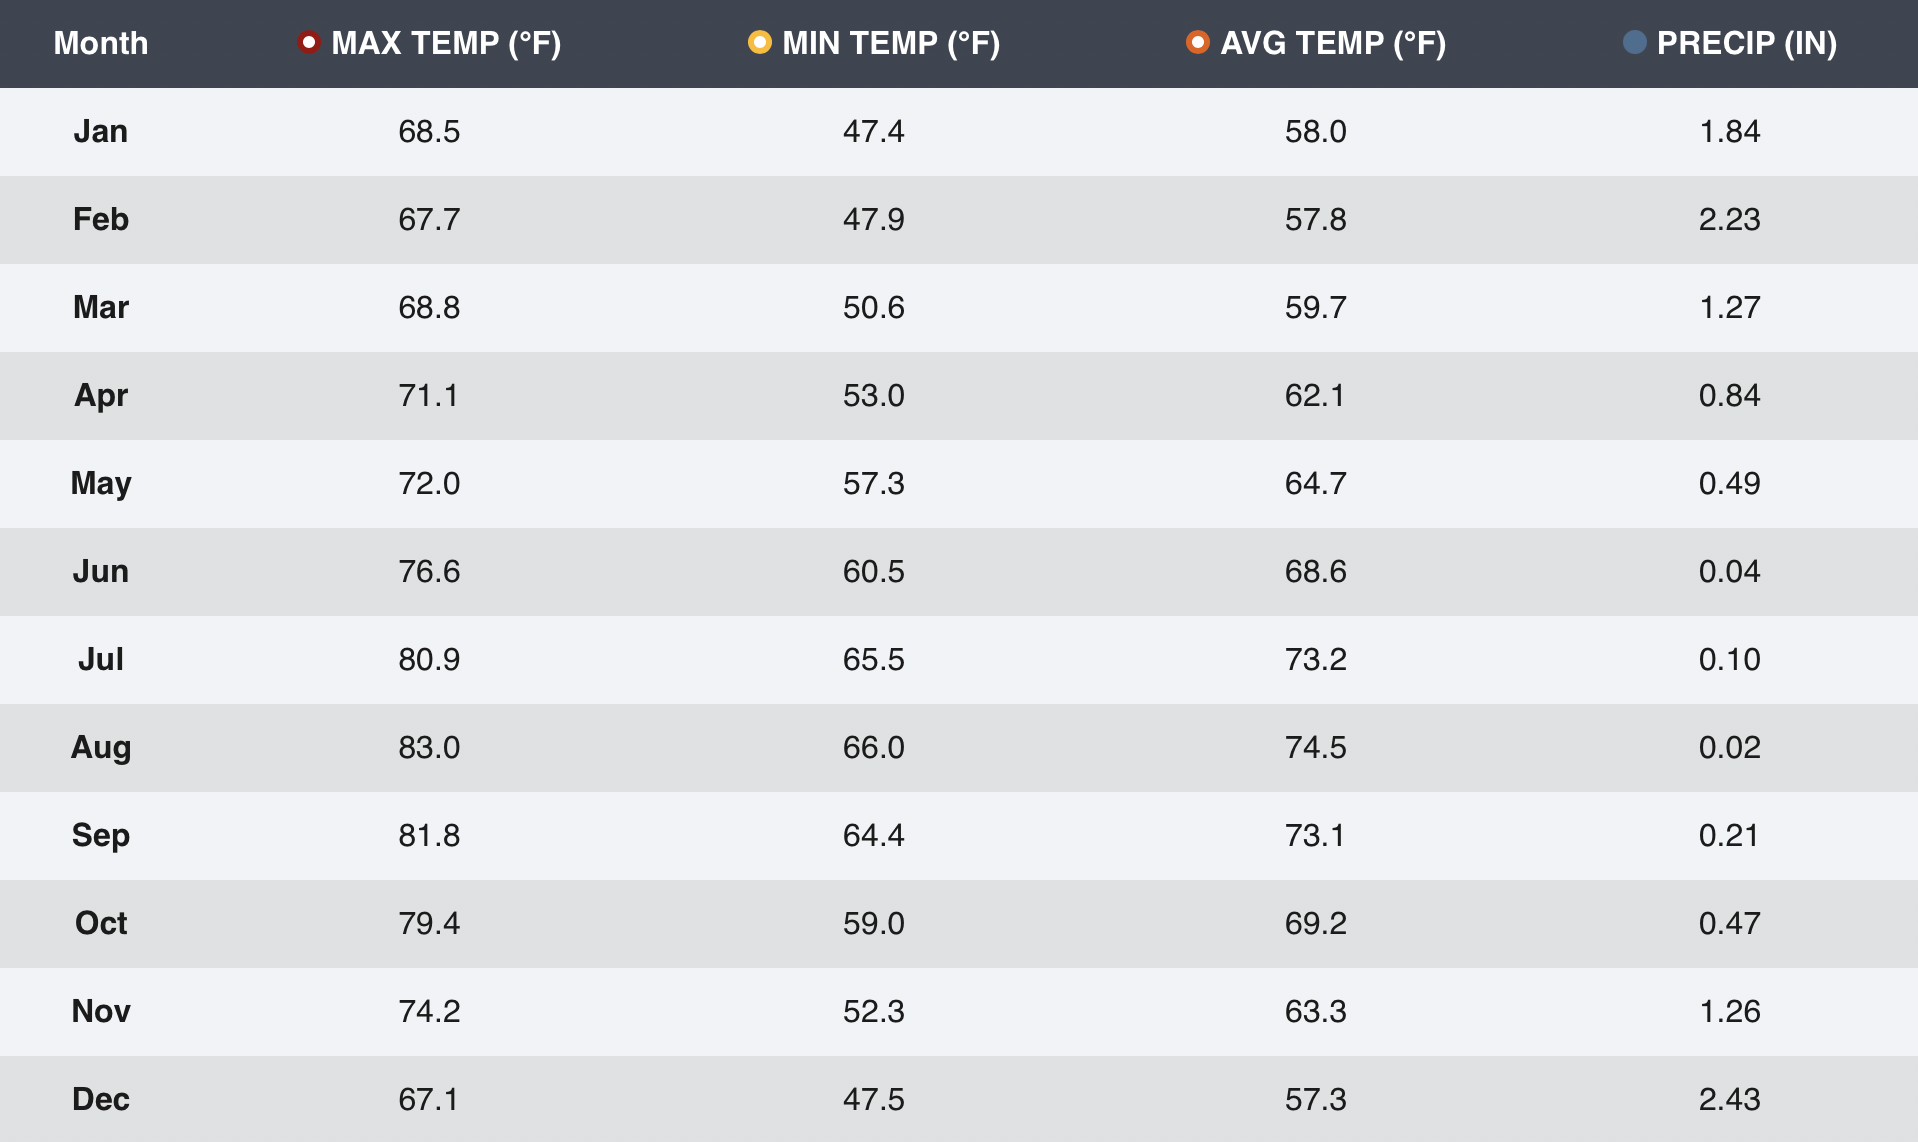 Month MAX TEMP (°F) MIN TEMP (°F) AVG TEMP (°F) PRECIP (IN)
Jan 68.5 47.4 58.0 1.84
Feb 67.7 47.9 57.8 2.23
Mar 68.8 50.6 59.7 1.27
Apr 71.1 53.0 62.1 0.84
May 72.0 57.3 64.7 0.49
Jun 76.6 60.5 68.6 0.04
Jul 80.9 65.5 73.2 0.10
Aug 83.0 66.0 74.5 0.02
Sep 81.8 64.4 73.1 0.21
Oct 79.4 59.0 69.2 0.47
Nov 74.2 52.3 63.3 1.26
Dec 67.1 47.5 57.3 2.43